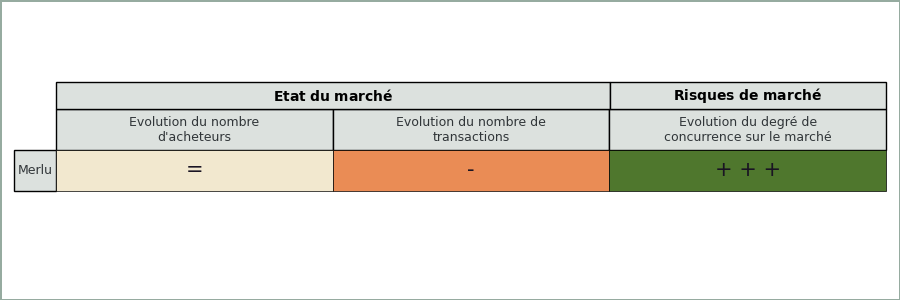 Etat du marché
Risques de marché
Evolution du nombre
d'acheteurs
Evolution du nombre de
transactions
Evolution du degré de
concurrence sur le marché
Merlu
=
-
+ + +